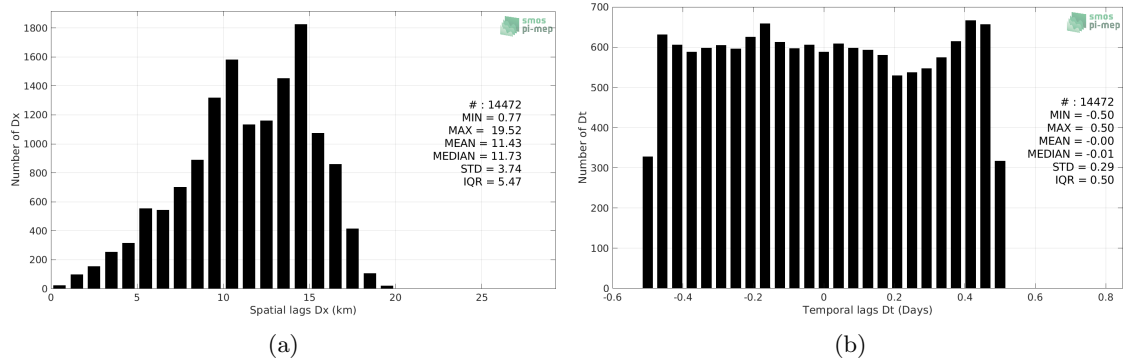 smos
pi-mep
1800
1600
1400
1200
1000
800
600
400
200
0
Number of Dx
# : 14472
MIN = 0.77
MAX = 19.52
MEAN = 11.43
MEDIAN = 11.73
STD = 3.74
IQR = 5.47
0 5 10 15 20 25
Spatial lags Dx (km)
(a)
smos
pi-mep
700
600
500
400
300
200
100
0
Number of Dt
# : 14472
MIN = -0.50
MAX = 0.50
MEAN = -0.00
MEDIAN = -0.01
STD = 0.29
IQR = 0.50
-0.6 -0.4 -0.2 0 0.2 0.4 0.6 0.8
Temporal lags Dt (Days)
(b)